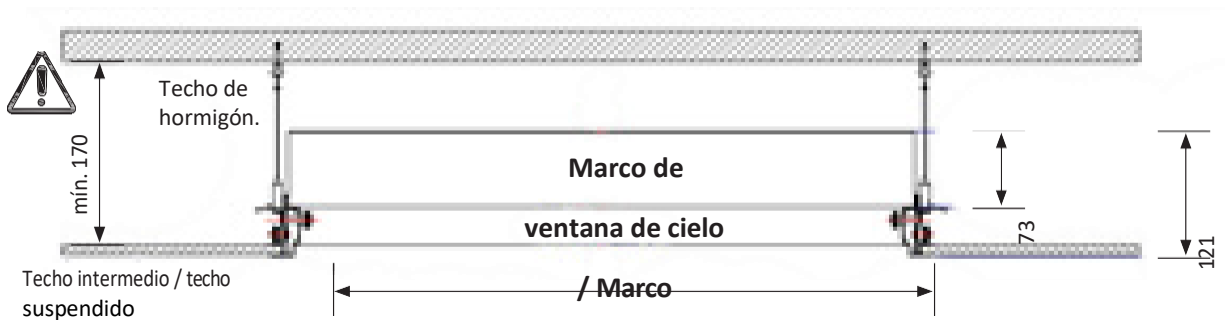 Techo de
hormigón.
mín. 170
Marco de
ventana de cielo
/ Marco
73
121
Techo intermedio / techo
suspendido